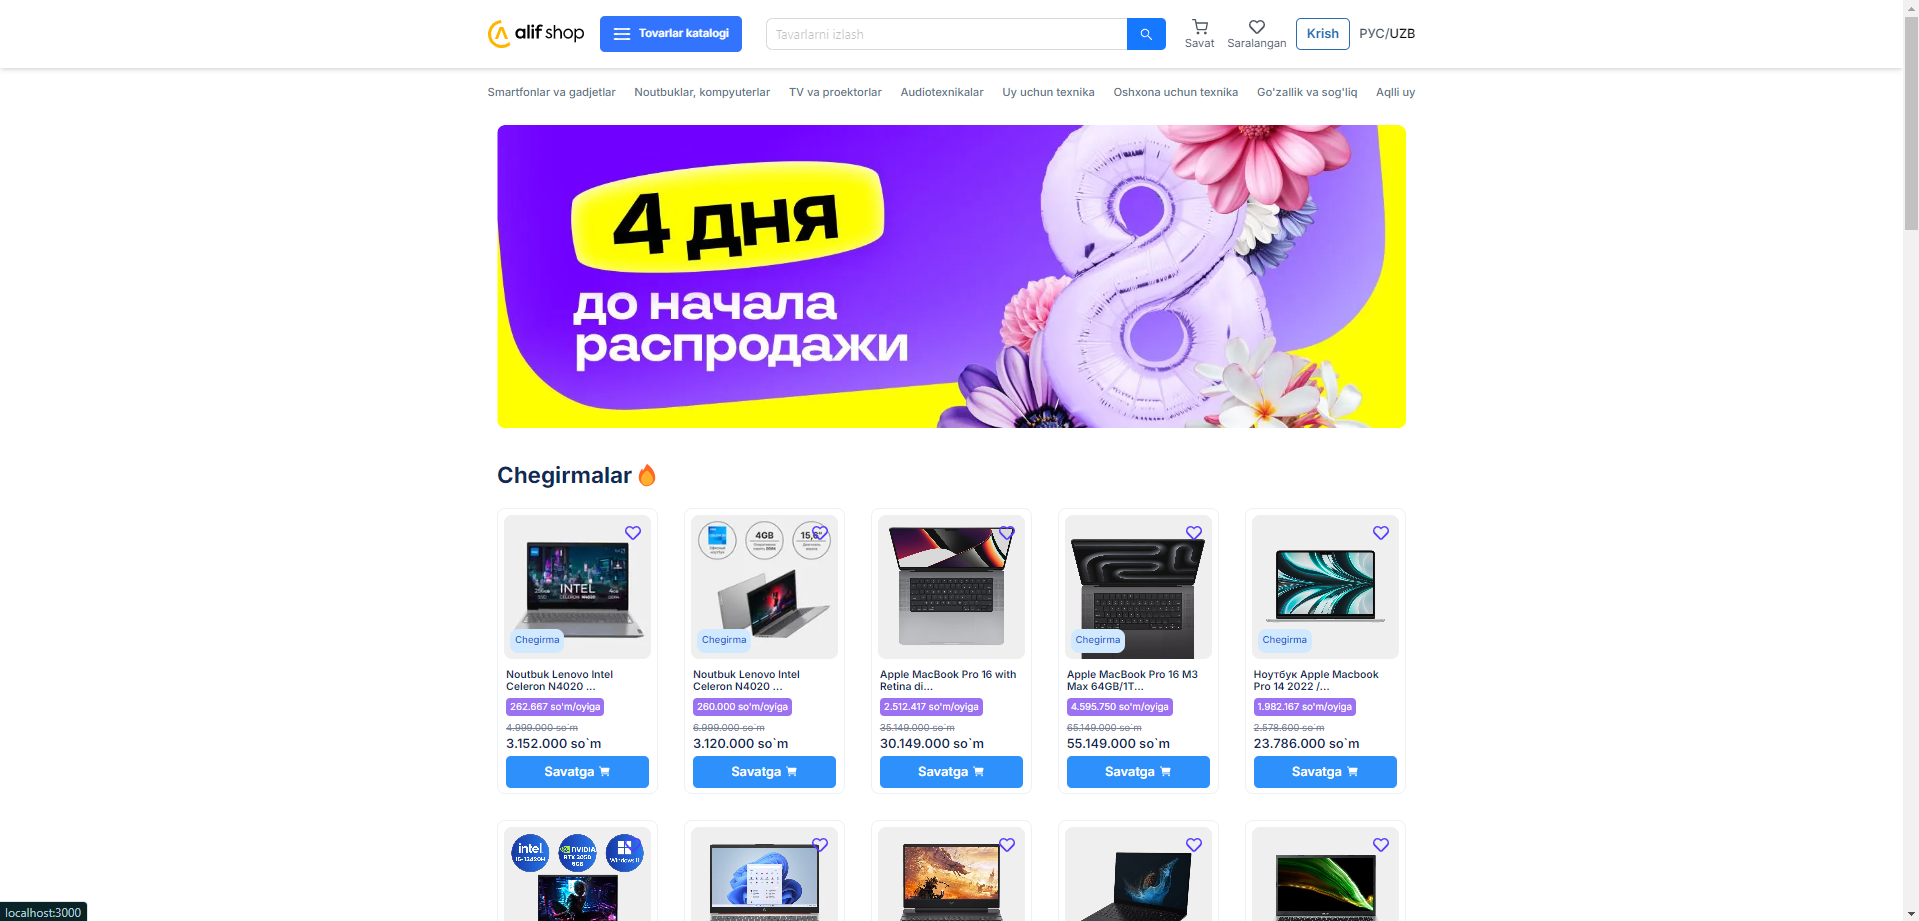 alif shop
Tovarlar katalogi
Tavarlarni izlash
Savat
Saralangan
Krish
РУС/UZB
Smartfonlar va gadjetlar
Noutbuklar, kompyuterlar
TV va proektorlar
Audiotexnikalar
Uy uchun texnika
Oshxona uchun texnika
Go'zallik va sog'liq
Aqlli uy
4 дня
до начала
распродажи
8
Chegirmalar
INTEL
Chegirma
Noutbuk Lenovo Intel
Celeron N4020 ...
262.667 so'm/oyiga
4.999.000 so`m
3.152.000 so`m
Savatga
4GB
15,6"
Chegirma
Noutbuk Lenovo Intel
Celeron N4020 ...
260.000 so'm/oyiga
6.999.000 so`m
3.120.000 so`m
Savatga
Apple MacBook Pro 16 with
Retina di...
2.512.417 so'm/oyiga
35.149.000 so`m
30.149.000 so`m
Savatga
Chegirma
Apple MacBook Pro 16 M3
Max 64GB/1T...
4.595.750 so'm/oyiga
65.149.000 so`m
55.149.000 so`m
Savatga
Chegirma
Ноутбук Apple Macbook
Pro 14 2022 /...
1.982.167 so'm/oyiga
2.578.600 so`m
23.786.000 so`m
Savatga
intel
i5-12450H
NVIDIA
RTX 3050
6GB
Windows 11
localhost:3000